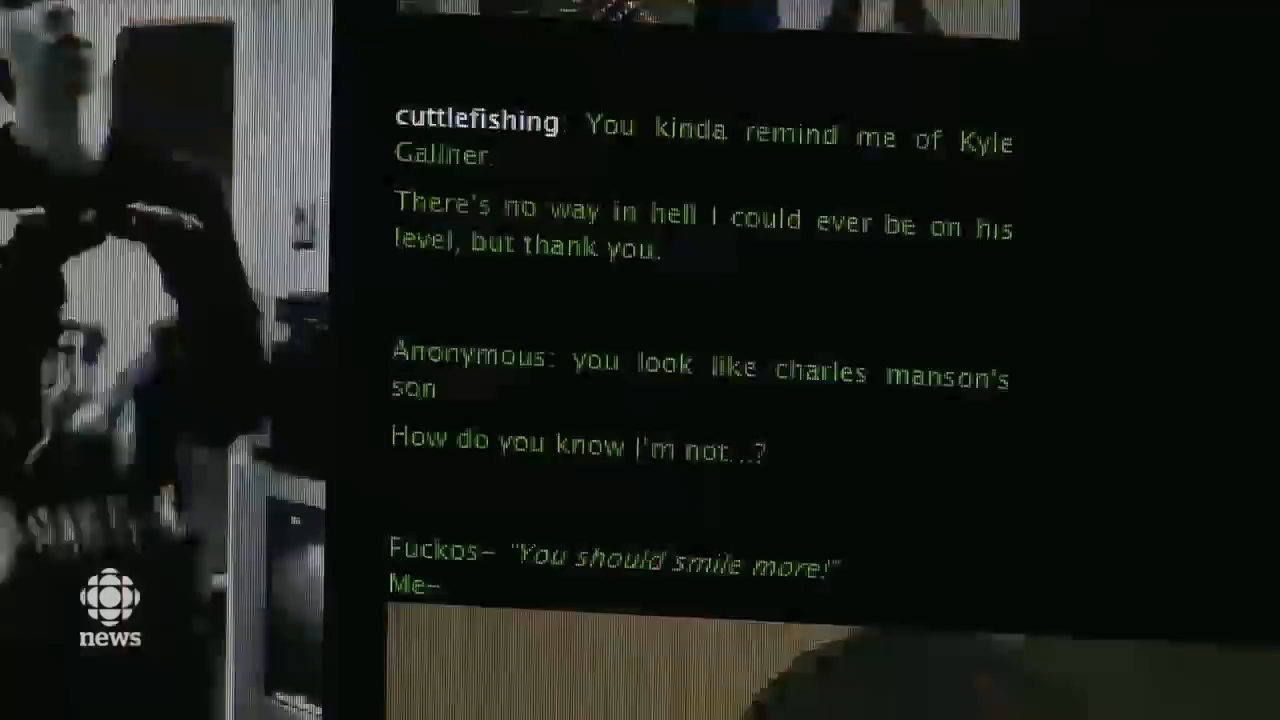 cuttlefishing: You kinda remind me of Kyle
Gallner.
There's no way in hell I could ever be on his
level, but thank you.
Anonymous: you look like charles manson's
son
How do you know I'm not...?
Fuckos– "You should smile more!"
Me–
news